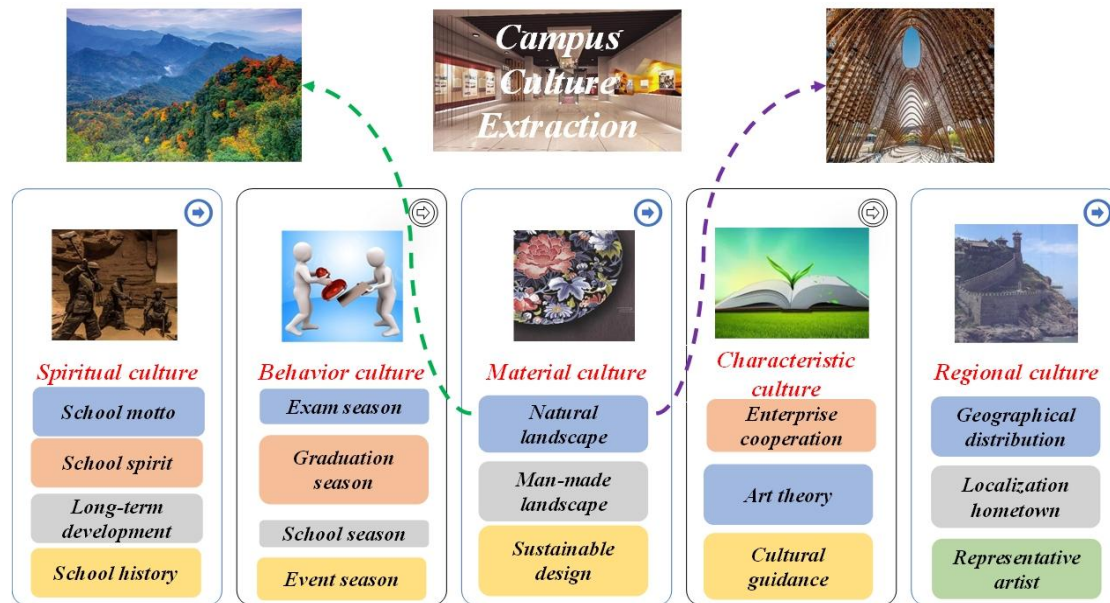 Campus
Culture
Extraction
Spiritual culture
School motto
School spirit
Long-term
development
School history
Behavior culture
Exam season
Graduation
season
School season
Event season
Material culture
Natural
landscape
Man-made
landscape
Sustainable
design
Characteristic
culture
Enterprise
cooperation
Art theory
Cultural
guidance
Regional culture
Geographical
distribution
Localization
hometown
Representative
artist